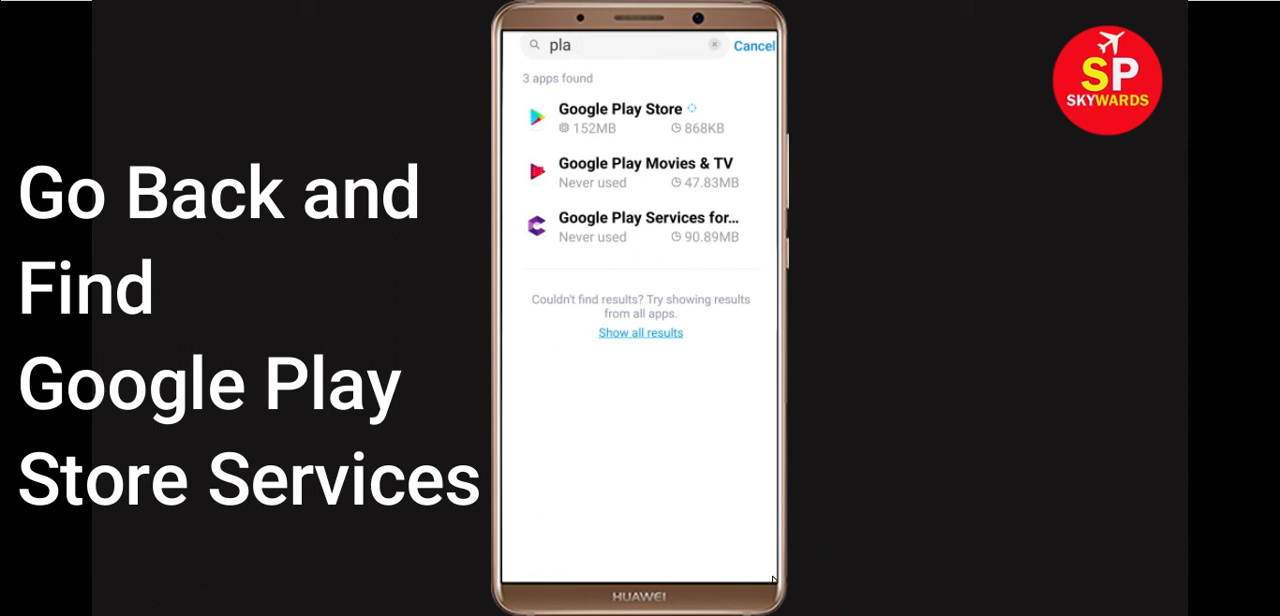 Go Back and
Find
Google Play
Store Services
pla
Cancel
3 apps found
Google Play Store
152MB 868KB
Google Play Movies & TV
Never used 47.83MB
Google Play Services for...
Never used 90.89MB
Couldn't find results? Try showing results
from all apps.
Show all results
HUAWEI
SP
SKYWARDS